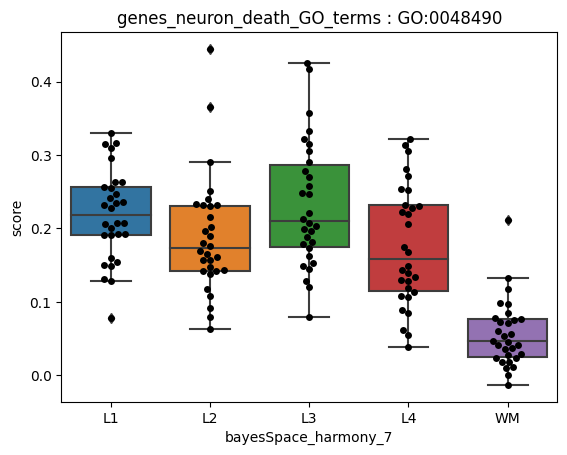 genes_neuron_death_GO_terms : GO:0048490
score
0.4
0.3
0.2
0.1
0.0
L1 L2 L3 L4 WM
bayesSpace_harmony_7